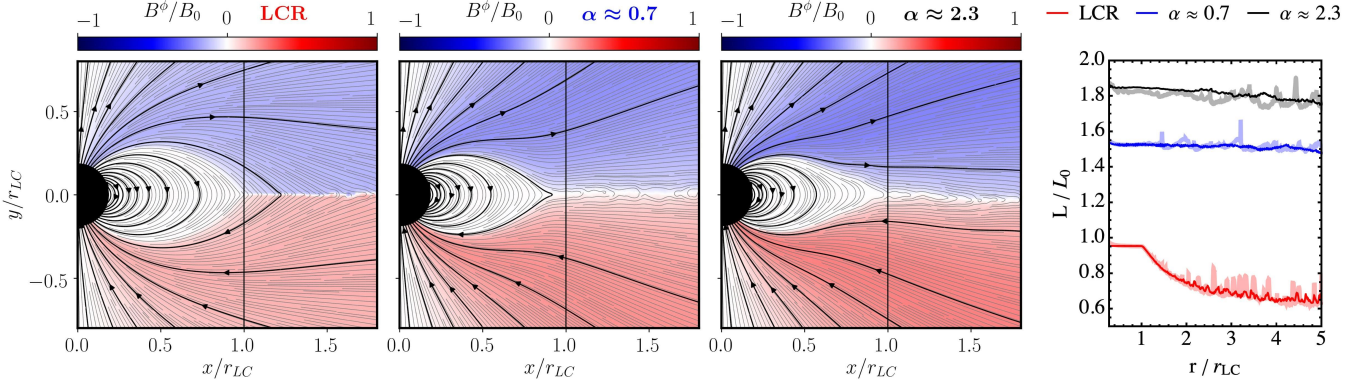 B^ϕ/B_0 LCR
−1 0 1
B^ϕ/B_0 α ≈ 0.7
−1 0 1
B^ϕ/B_0 α ≈ 2.3
−1 0 1
LCR α ≈ 0.7 α ≈ 2.3
y/r_LC
0.5
0.0
−0.5
0.0 0.5 1.0 1.5
x/r_LC
0.0 0.5 1.0 1.5
x/r_LC
0.0 0.5 1.0 1.5
x/r_LC
L / L_0
2.0
1.8
1.6
1.4
1.2
1.0
0.8
0.6
1 2 3 4 5
r / r_LC